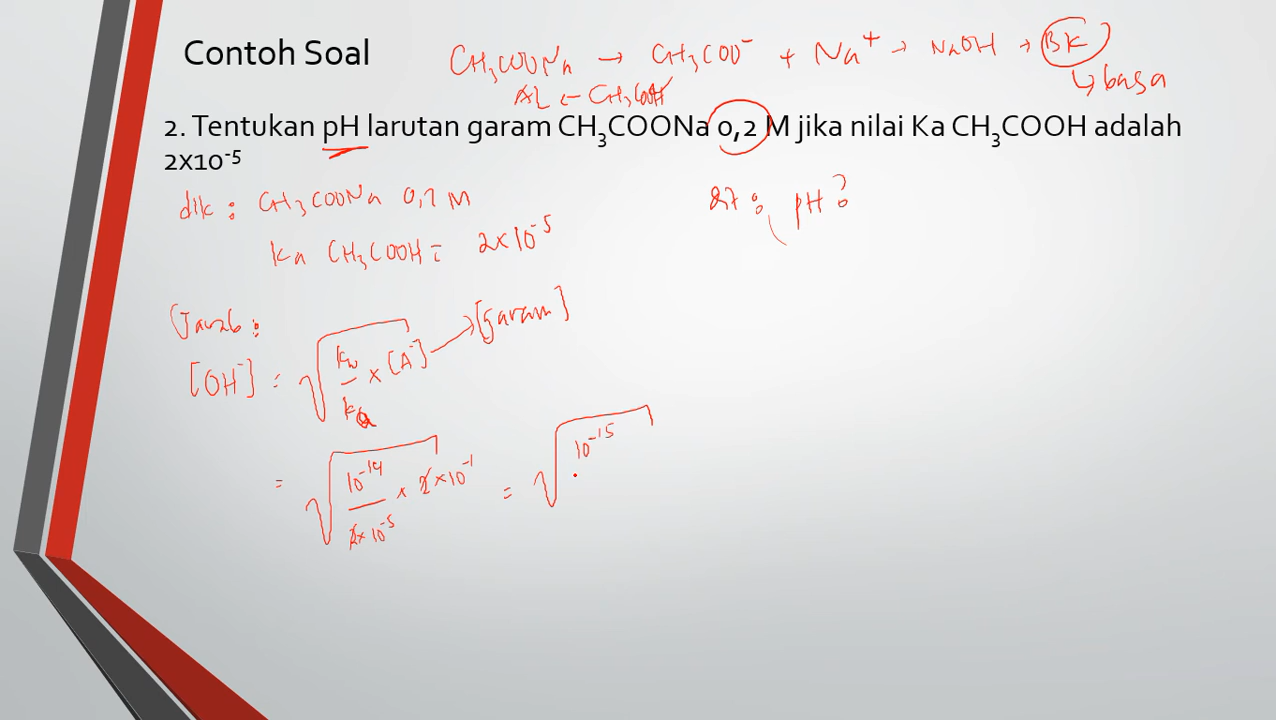 Contoh Soal
CH₃COONa → CH₃COO⁻ + Na⁺ → NaOH → BK
AL ← CH₃COOH
↳ basa
2. Tentukan pH larutan garam CH₃COONa 0,2 M jika nilai Ka CH₃COOH adalah
2x10⁻⁵
dik : CH₃COONa 0,2 M
Ka CH₃COOH = 2x10⁻⁵
dit : pH ?
Jawab :
[OH⁻] = √(Kw/Ka x [A⁻]) → [garam]
= √(10⁻¹⁴/2x10⁻⁵ x 2x10⁻¹) = √(10⁻¹⁵